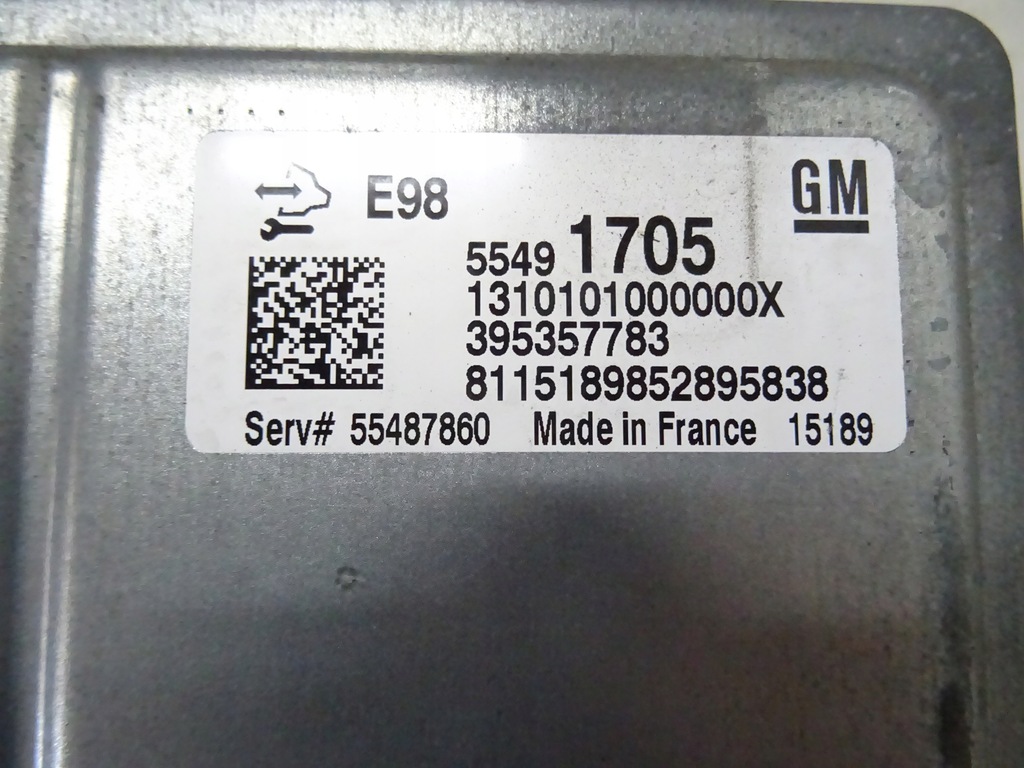 E98
GM
5549 1705
1310101000000X
395357783
8115189852895838
Serv# 55487860 Made in France 15189